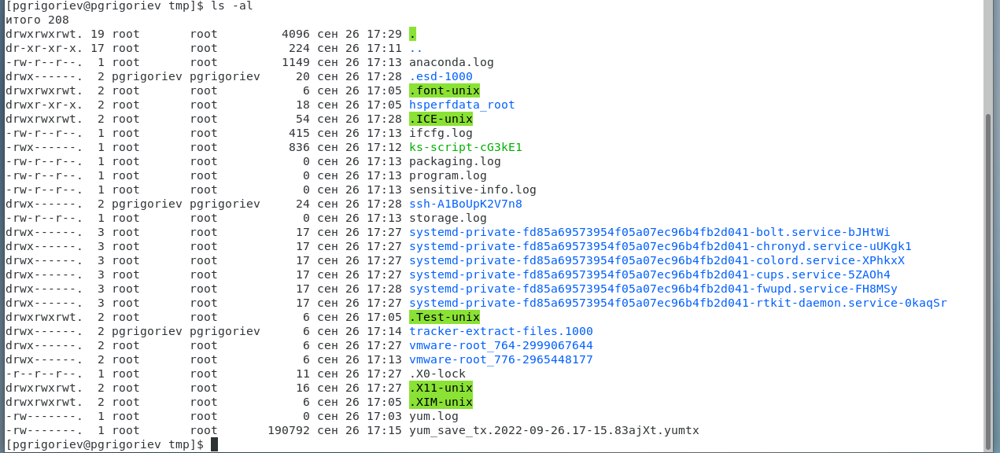 [pgrigoriev@pgrigoriev tmp]$ ls -al
итого 208
drwxrwxrwt. 19 root       root         4096 сен 26 17:29 .
dr-xr-xr-x. 17 root       root          224 сен 26 17:11 ..
-rw-r--r--.  1 root       root         1149 сен 26 17:13 anaconda.log
drwx------.  2 pgrigoriev pgrigoriev     20 сен 26 17:28 .esd-1000
drwxrwxrwt.  2 root       root            6 сен 26 17:05 .font-unix
drwxr-xr-x.  2 root       root           18 сен 26 17:05 hsperfdata_root
drwxrwxrwt.  2 root       root           54 сен 26 17:28 .ICE-unix
-rw-r--r--.  1 root       root          415 сен 26 17:13 ifcfg.log
-rwx------.  1 root       root          836 сен 26 17:12 ks-script-cG3kE1
-rw-r--r--.  1 root       root            0 сен 26 17:13 packaging.log
-rw-r--r--.  1 root       root            0 сен 26 17:13 program.log
-rw-r--r--.  1 root       root            0 сен 26 17:13 sensitive-info.log
drwx------.  2 pgrigoriev pgrigoriev     24 сен 26 17:28 ssh-A1BoUpK2V7n8
-rw-r--r--.  1 root       root            0 сен 26 17:13 storage.log
drwx------.  3 root       root           17 сен 26 17:27 systemd-private-fd85a69573954f05a07ec96b4fb2d041-bolt.service-bJHtWi
drwx------.  3 root       root           17 сен 26 17:27 systemd-private-fd85a69573954f05a07ec96b4fb2d041-chronyd.service-uUKgk1
drwx------.  3 root       root           17 сен 26 17:27 systemd-private-fd85a69573954f05a07ec96b4fb2d041-colord.service-XPhkxX
drwx------.  3 root       root           17 сен 26 17:27 systemd-private-fd85a69573954f05a07ec96b4fb2d041-cups.service-5ZAOh4
drwx------.  3 root       root           17 сен 26 17:28 systemd-private-fd85a69573954f05a07ec96b4fb2d041-fwupd.service-FH8MSy
drwx------.  3 root       root           17 сен 26 17:27 systemd-private-fd85a69573954f05a07ec96b4fb2d041-rtkit-daemon.service-0kaqSr
drwxrwxrwt.  2 root       root            6 сен 26 17:05 .Test-unix
drwx------.  2 pgrigoriev pgrigoriev      6 сен 26 17:14 tracker-extract-files.1000
drwx------.  2 root       root            6 сен 26 17:27 vmware-root_764-2999067644
drwx------.  2 root       root            6 сен 26 17:13 vmware-root_776-2965448177
-r--r--r--.  1 root       root           11 сен 26 17:27 .X0-lock
drwxrwxrwt.  2 root       root           16 сен 26 17:27 .X11-unix
drwxrwxrwt.  2 root       root            6 сен 26 17:05 .XIM-unix
-rw-------.  1 root       root            0 сен 26 17:03 yum.log
-rw-------.  1 root       root       190792 сен 26 17:15 yum_save_tx.2022-09-26.17-15.83ajXt.yumtx
[pgrigoriev@pgrigoriev tmp]$